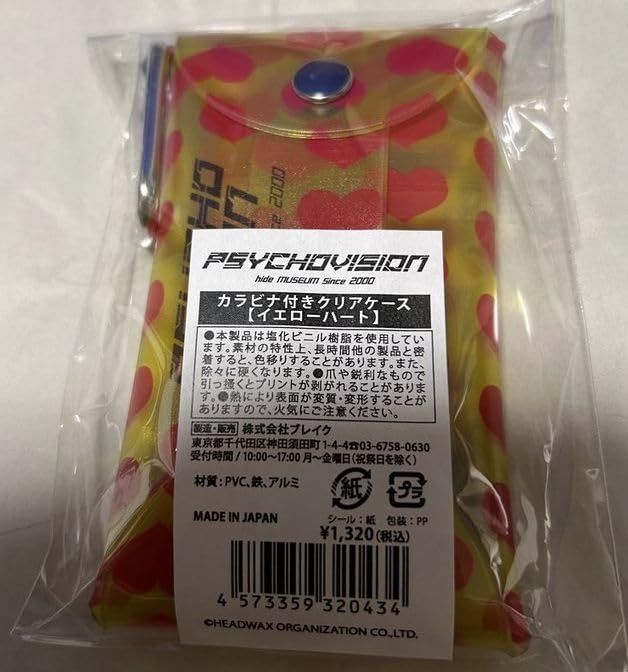 PSYCHOVISION
hide MUSEUM Since 2000
カラビナ付きクリアケース
【イエローハート】
●本製品は塩化ビニル樹脂を使用してい
ます。素材の特性上、長時間他の製品と密
着すると、色移りすることがあります。また、
除々に硬くなります。●爪や鋭利なもので
引っ掻くとプリントが剥がれることがありま
す。●熱により表面が変質・変形することが
ありますので、火気にご注意ください。
製造・販売 株式会社ブレイク
東京都千代田区神田須田町 1-4-4☎03-6758-0630
受付時間 / 10:00〜17:00 月〜金曜日(祝祭日を除く)
材質:PVC、鉄、アルミ
紙 プラ
シール:紙 包装:PP
MADE IN JAPAN
¥1,320(税込)
4 573359 320434
©HEADWAX ORGANIZATION CO.,LTD.
since 2000